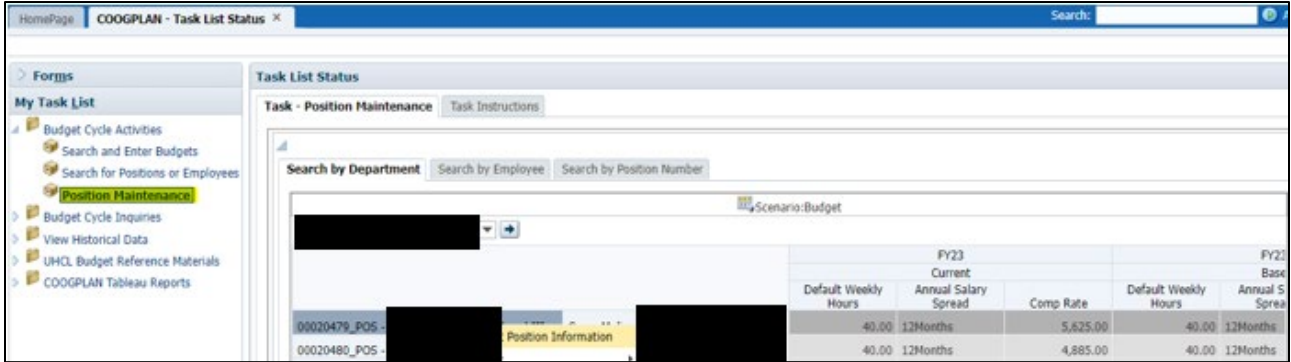 HomePage COOGPLAN - Task List Status × Search:
Forms
Task List Status
My Task List
Task - Position Maintenance Task Instructions
Budget Cycle Activities
Search and Enter Budgets
Search for Positions or Employees
Search by Department Search by Employee Search by Position Number
Position Maintenance
Budget Cycle Inquiries
Scenario:Budget
View Historical Data
UHCL Budget Reference Materials
COOGPLAN Tableau Reports
FY23 FY23
Current Base
Default Weekly Hours Annual Salary Spread Comp Rate Default Weekly Hours
00020479_POS - 40.00 12Months 5,625.00 40.00 12Months
Position Information
00020480_POS - 40.00 12Months 4,885.00 40.00 12Months